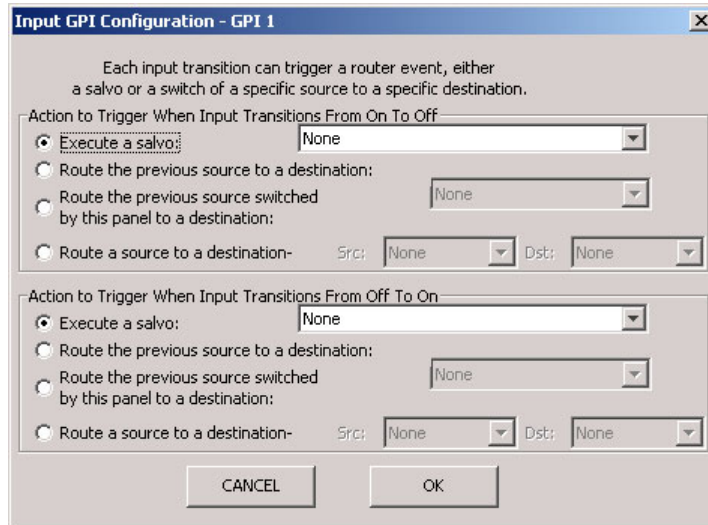 Input GPI Configuration - GPI 1
Each input transition can trigger a router event, either
a salvo or a switch of a specific source to a specific destination.
Action to Trigger When Input Transitions From On To Off
Execute a salvo: None
Route the previous source to a destination:
Route the previous source switched None
by this panel to a destination:
Route a source to a destination- Src: None Dst: None
Action to Trigger When Input Transitions From Off To On
Execute a salvo: None
Route the previous source to a destination:
Route the previous source switched None
by this panel to a destination:
Route a source to a destination- Src: None Dst: None
CANCEL OK